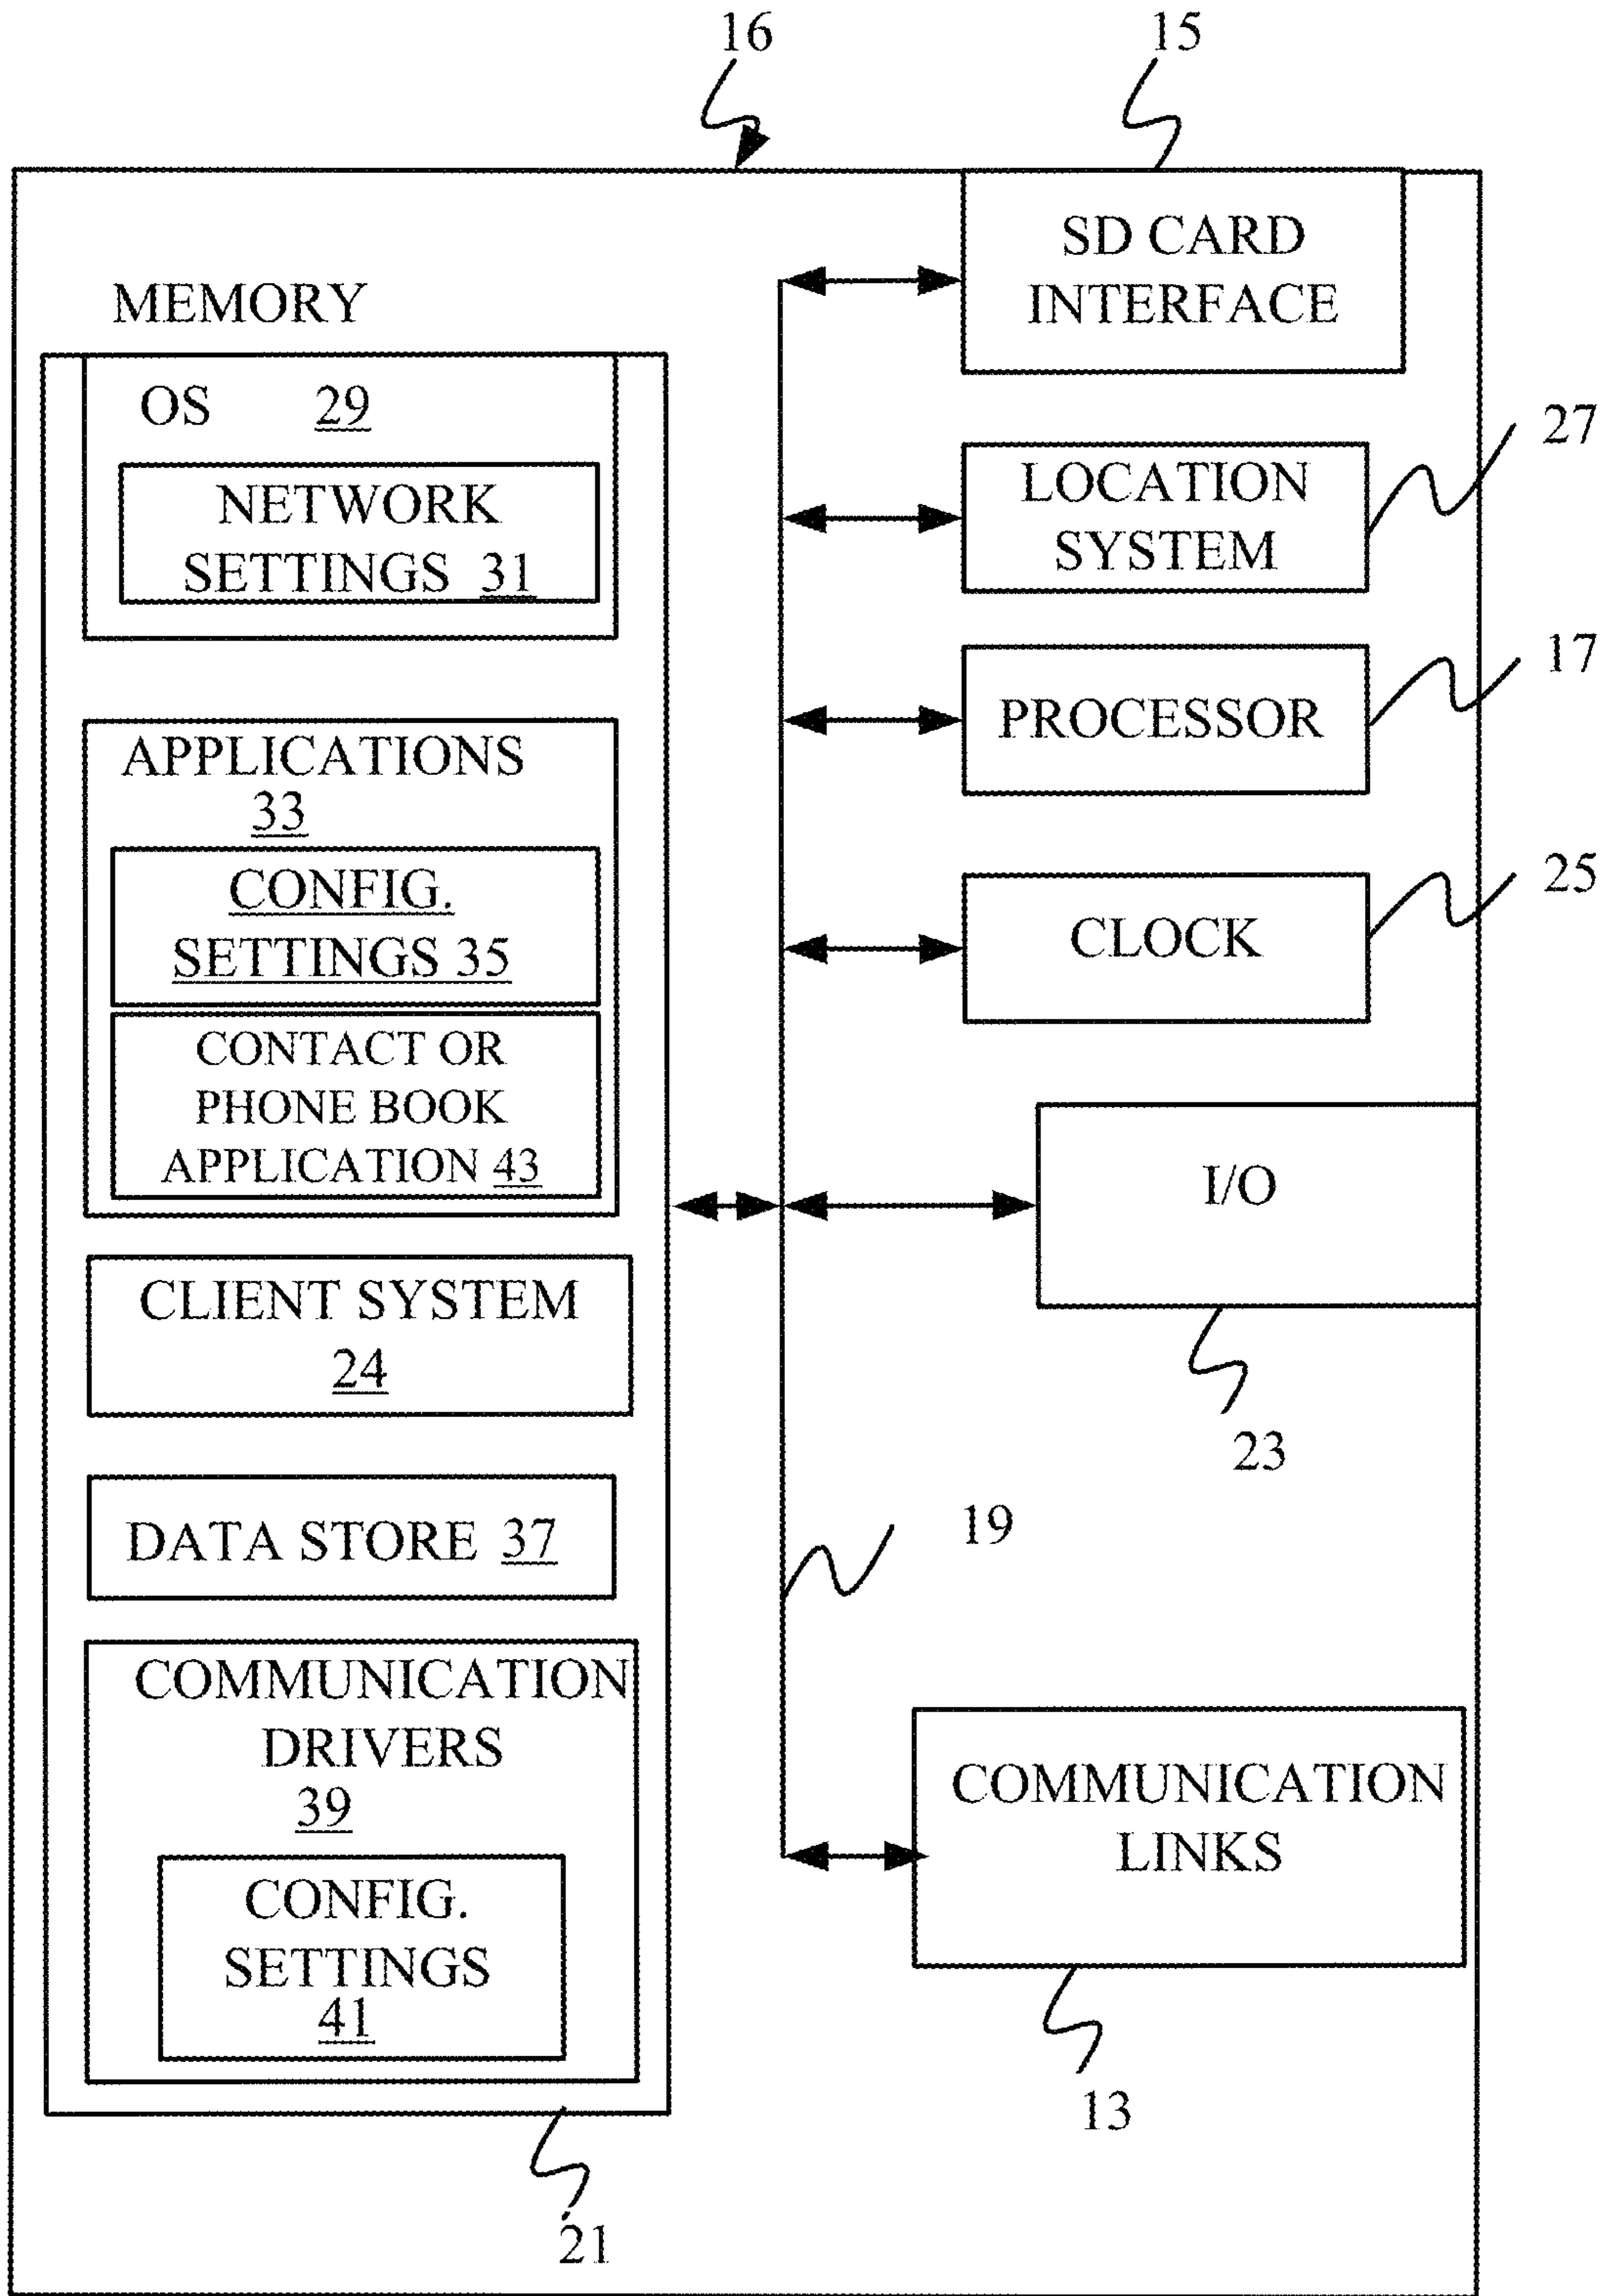 16
15
SD CARD
INTERFACE
MEMORY
OS 29
NETWORK
SETTINGS 31
27
LOCATION
SYSTEM
17
PROCESSOR
APPLICATIONS
33
CONFIG.
SETTINGS 35
25
CLOCK
CONTACT OR
PHONE BOOK
APPLICATION 43
I/O
23
CLIENT SYSTEM
24
19
DATA STORE 37
COMMUNICATION
DRIVERS
39
CONFIG.
SETTINGS
41
COMMUNICATION
LINKS
13
21